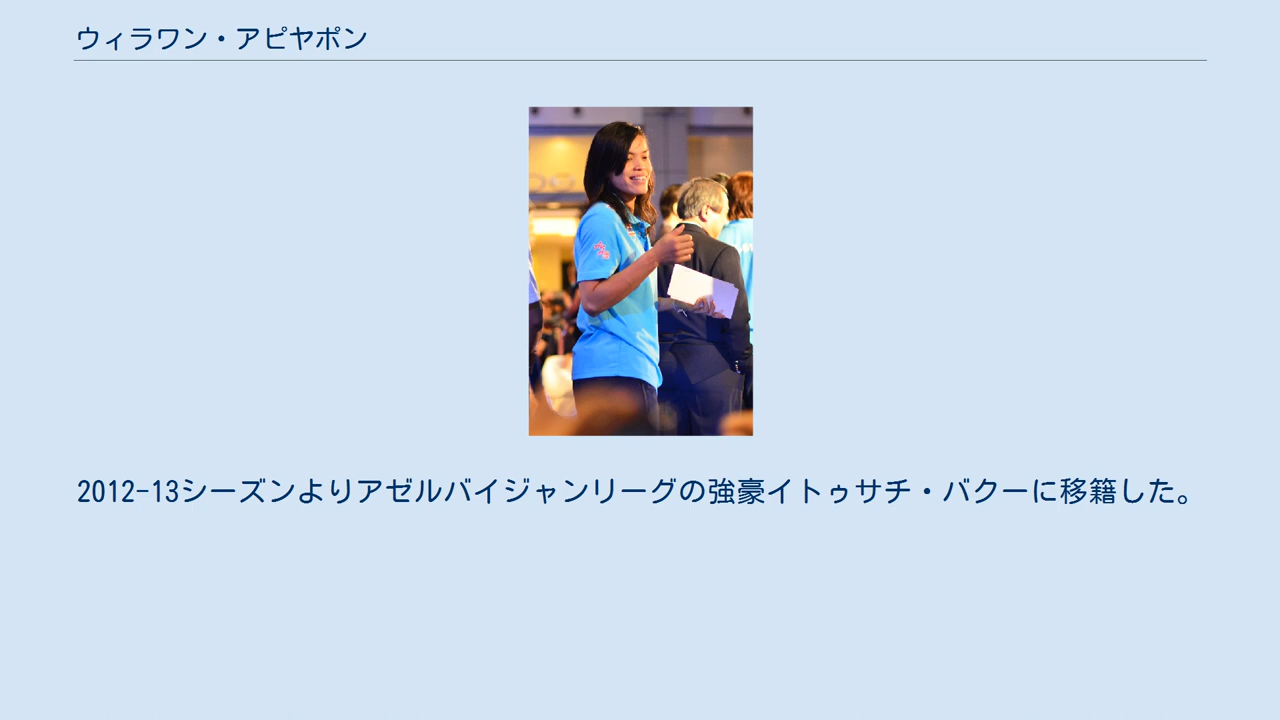 ウィラワン・アピヤポン
2012-13シーズンよりアゼルバイジャンリーグの強豪イトゥサチ・バクーに移籍した。